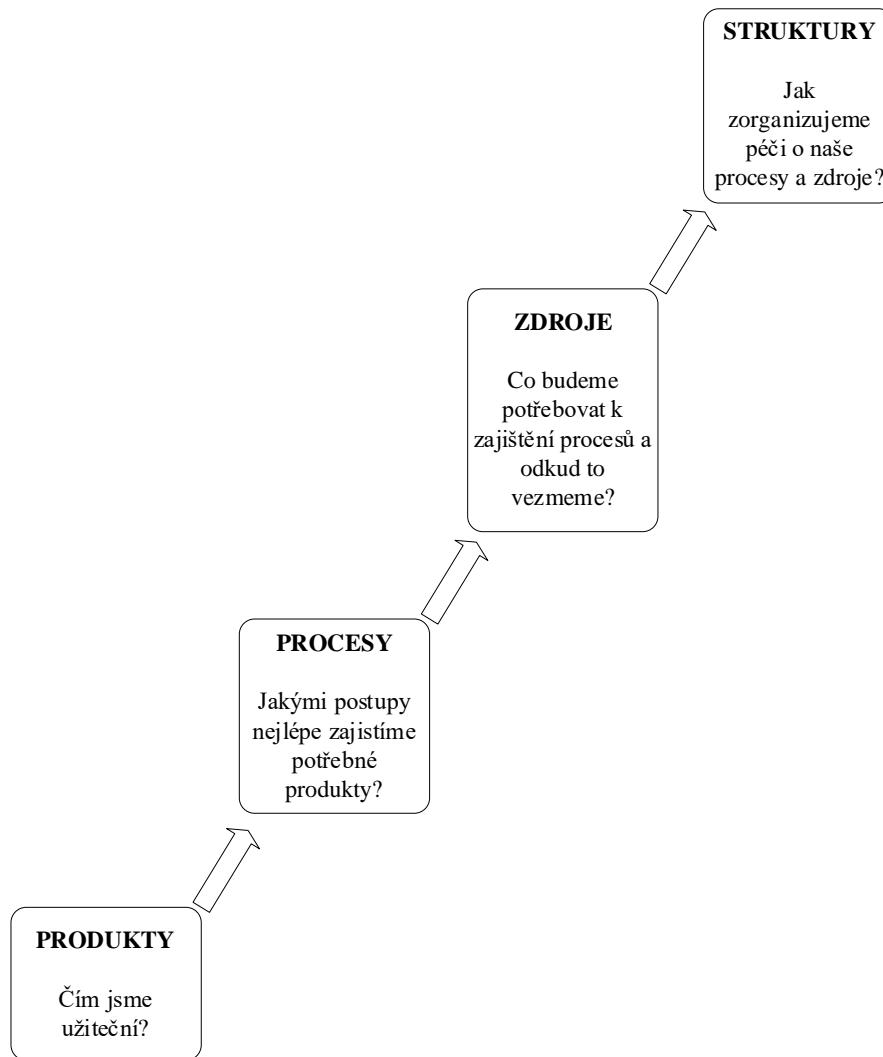 STRUKTURY
Jak
zorganizujeme
péči o naše
procesy a zdroje?
ZDROJE
Co budeme
potřebovat k
zajištění procesů a
odkud to
vezmeme?
PROCESY
Jakými postupy
nejlépe zajistíme
potřebné
produkty?
PRODUKTY
Čím jsme
užiteční?